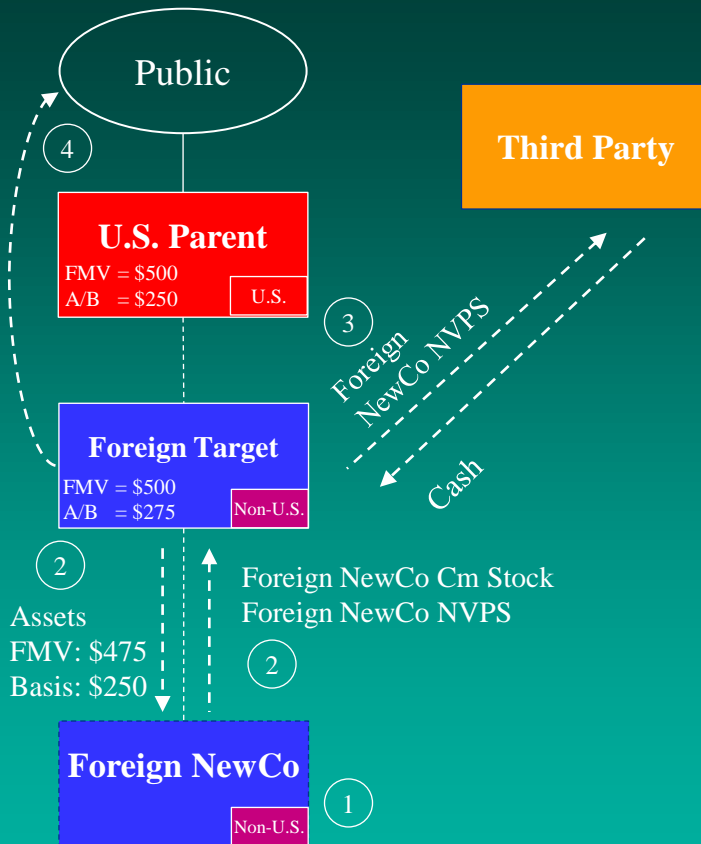 Public
Third Party
4
U.S. Parent
FMV = $500
A/B = $250
U.S.
3
Foreign
NewCo NVPS
Cash
Foreign Target
FMV = $500
A/B = $275
Non-U.S.
2
Assets
FMV: $475
Basis: $250
Foreign NewCo Cm Stock
Foreign NewCo NVPS
2
Foreign NewCo
Non-U.S.
1